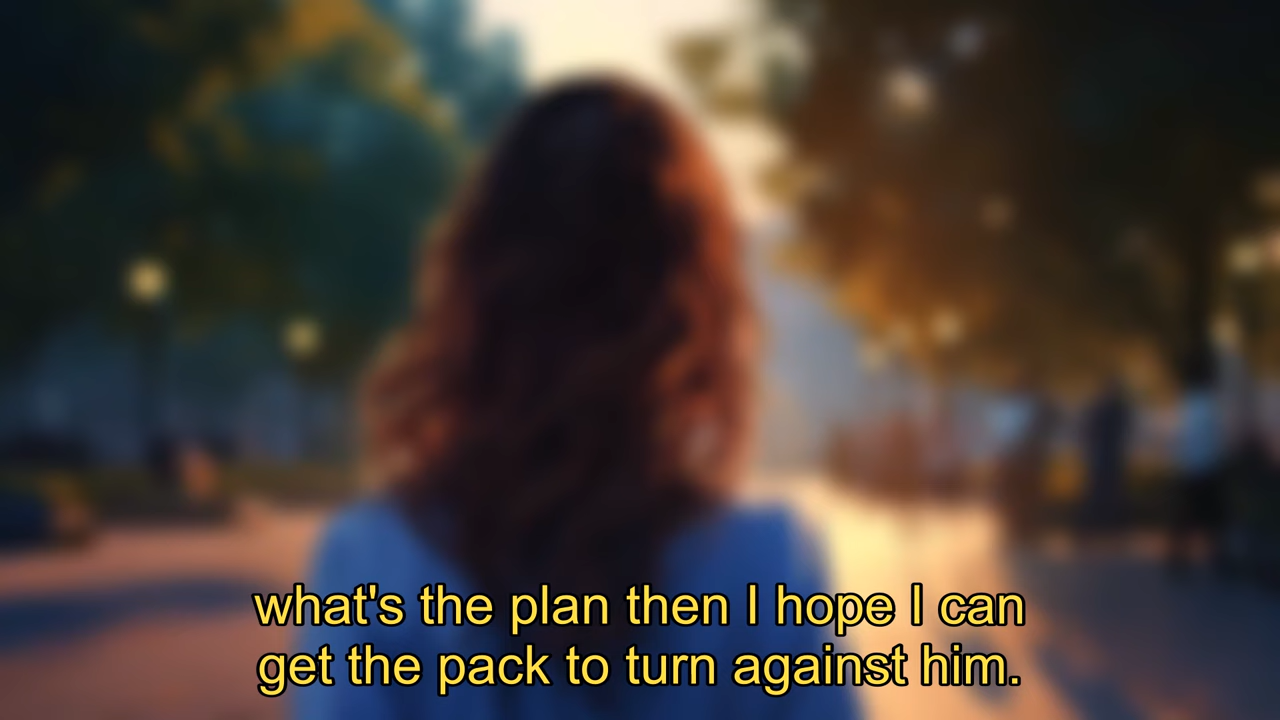 what's the plan then I hope I can
get the pack to turn against him.